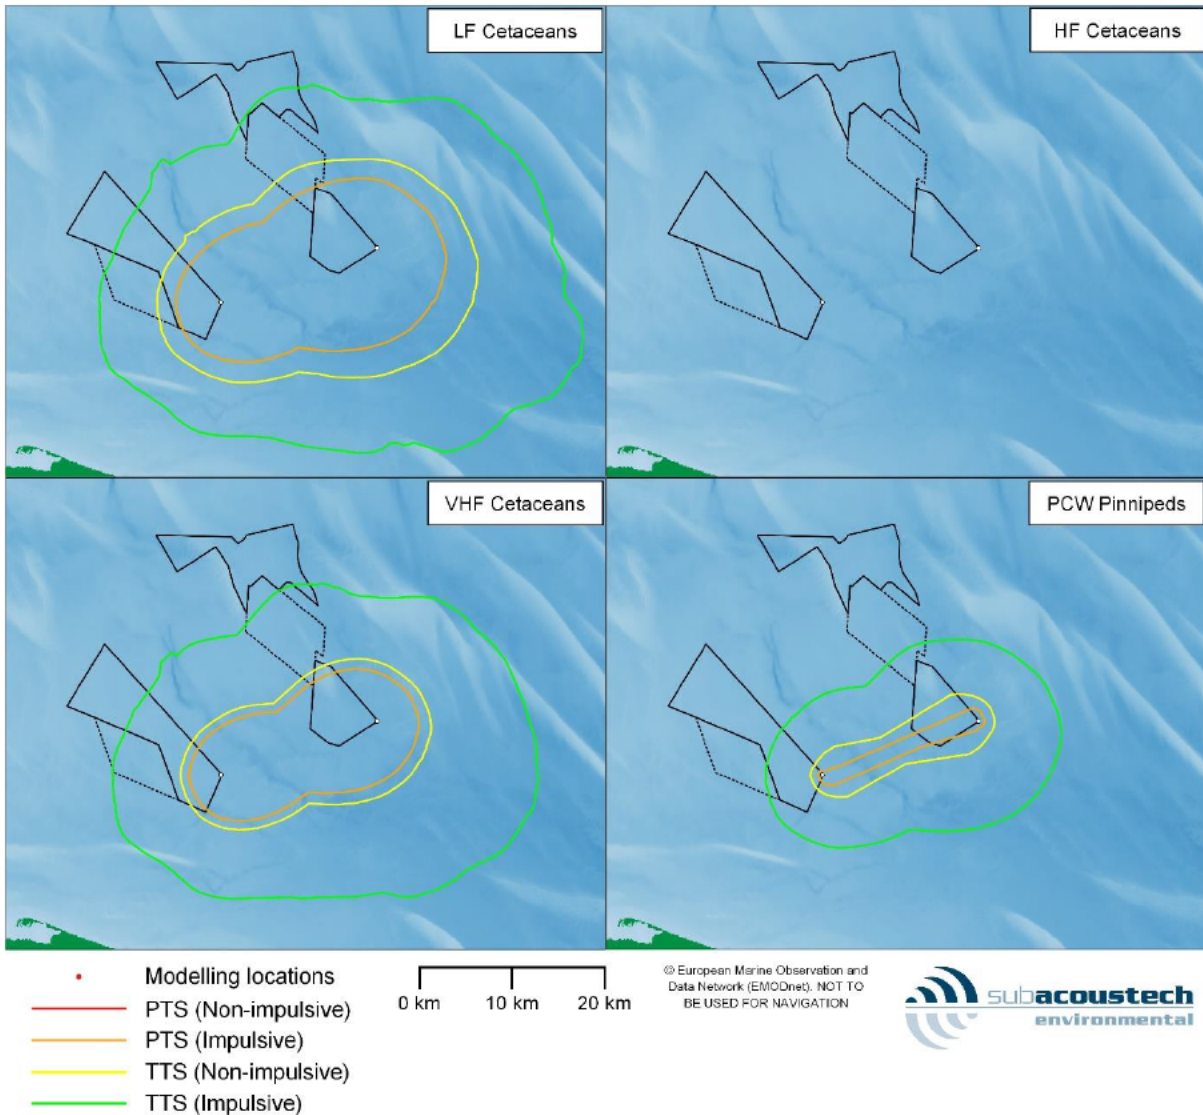 LF Cetaceans
HF Cetaceans
VHF Cetaceans
PCW Pinnipeds
Modelling locations
PTS (Non-impulsive)
PTS (Impulsive)
TTS (Non-impulsive)
TTS (Impulsive)
0 km 10 km 20 km
© European Marine Observation and
Data Network (EMODnet). NOT TO
BE USED FOR NAVIGATION
subacoustech
environmental